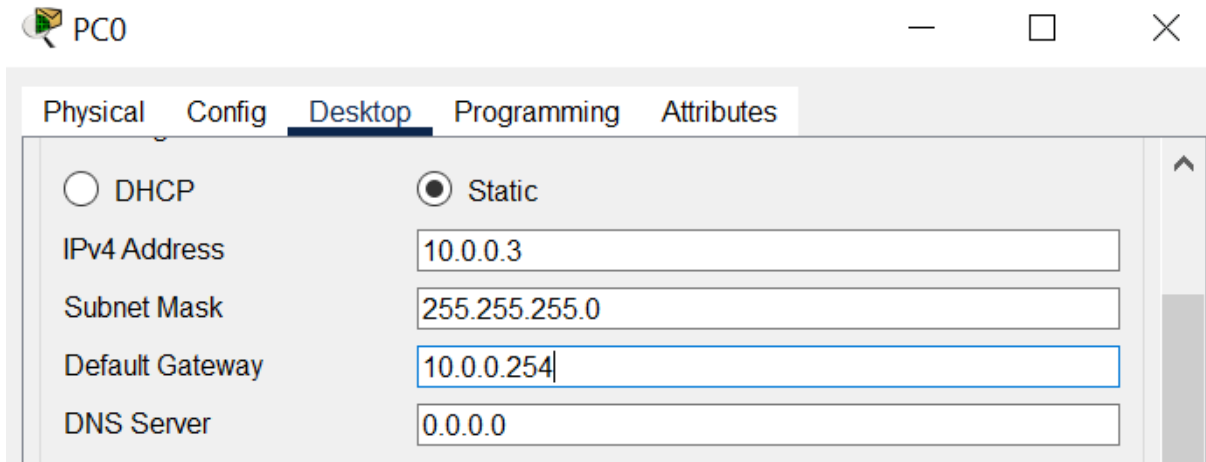 PC0
Physical Config Desktop Programming Attributes
DHCP Static
IPv4 Address 10.0.0.3
Subnet Mask 255.255.255.0
Default Gateway 10.0.0.254
DNS Server 0.0.0.0